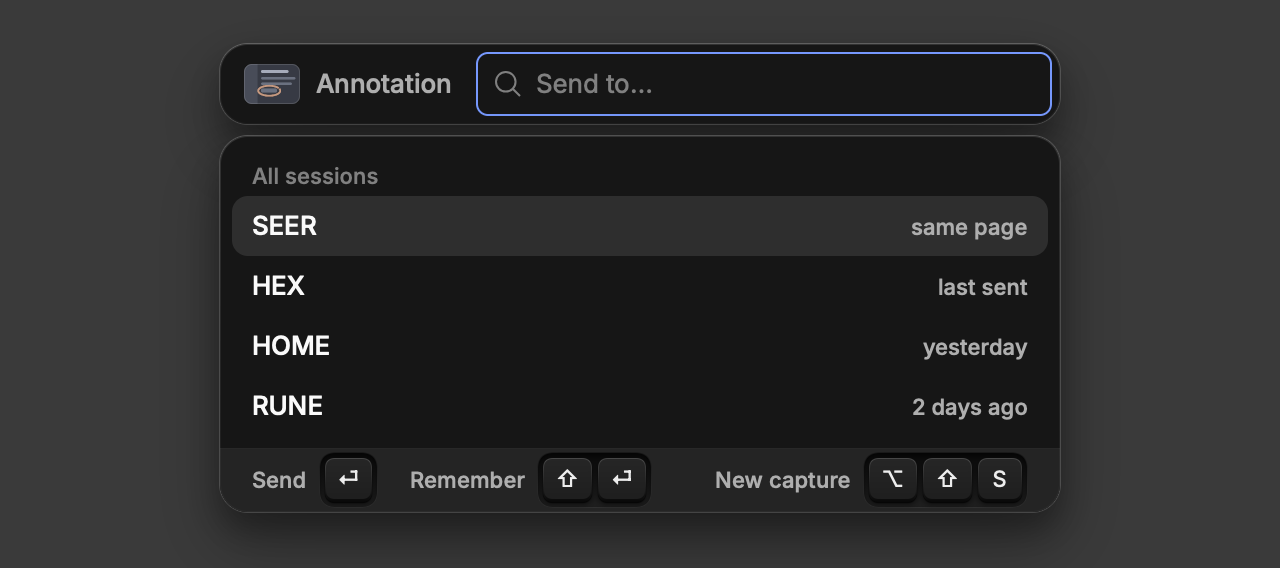 Annotation Send to...
All sessions
SEER same page
HEX last sent
HOME yesterday
RUNE 2 days ago
Send ↵ Remember ⇧ ↵ New capture ⌥ ⇧ S